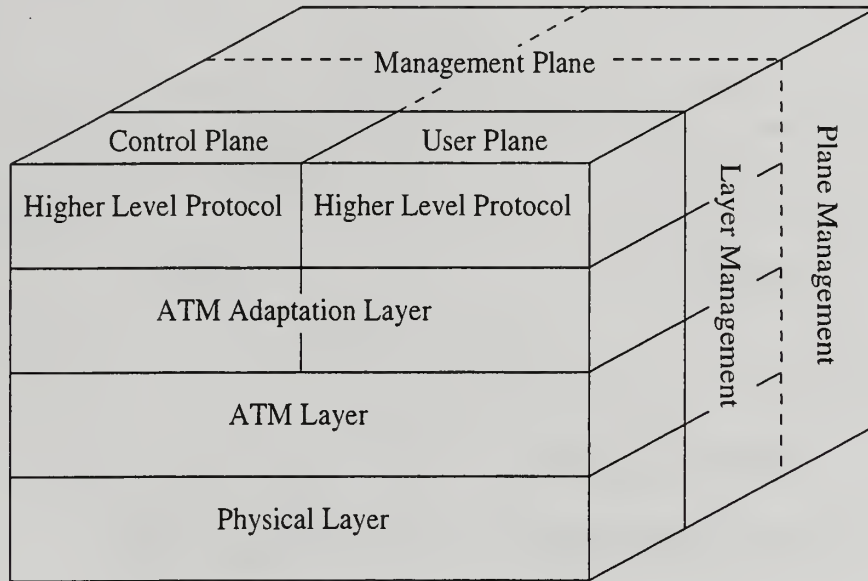 Management Plane
Control Plane
User Plane
Higher Level Protocol
Higher Level Protocol
ATM Adaptation Layer
ATM Layer
Physical Layer
Layer Management
Plane Management